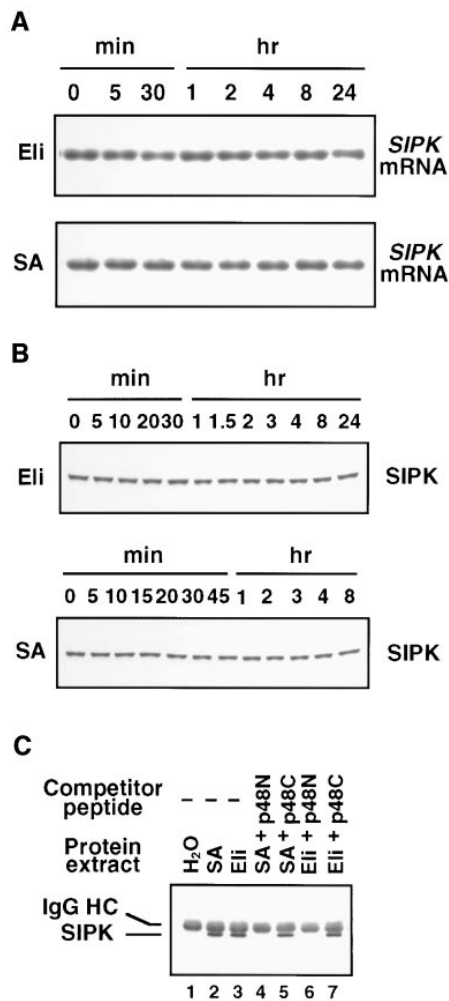 A
min hr
0 5 30 1 2 4 8 24
Eli SIPK mRNA
SA SIPK mRNA
B
min hr
0 5 10 20 30 1 1.5 2 3 4 8 24
Eli SIPK
min hr
0 5 10 15 20 30 45 1 2 3 4 8
SA SIPK
C
Competitor peptide – – – SA + p48N SA + p48C Eli + p48N Eli + p48C
Protein extract H₂O SA Eli
IgG HC
SIPK
1 2 3 4 5 6 7